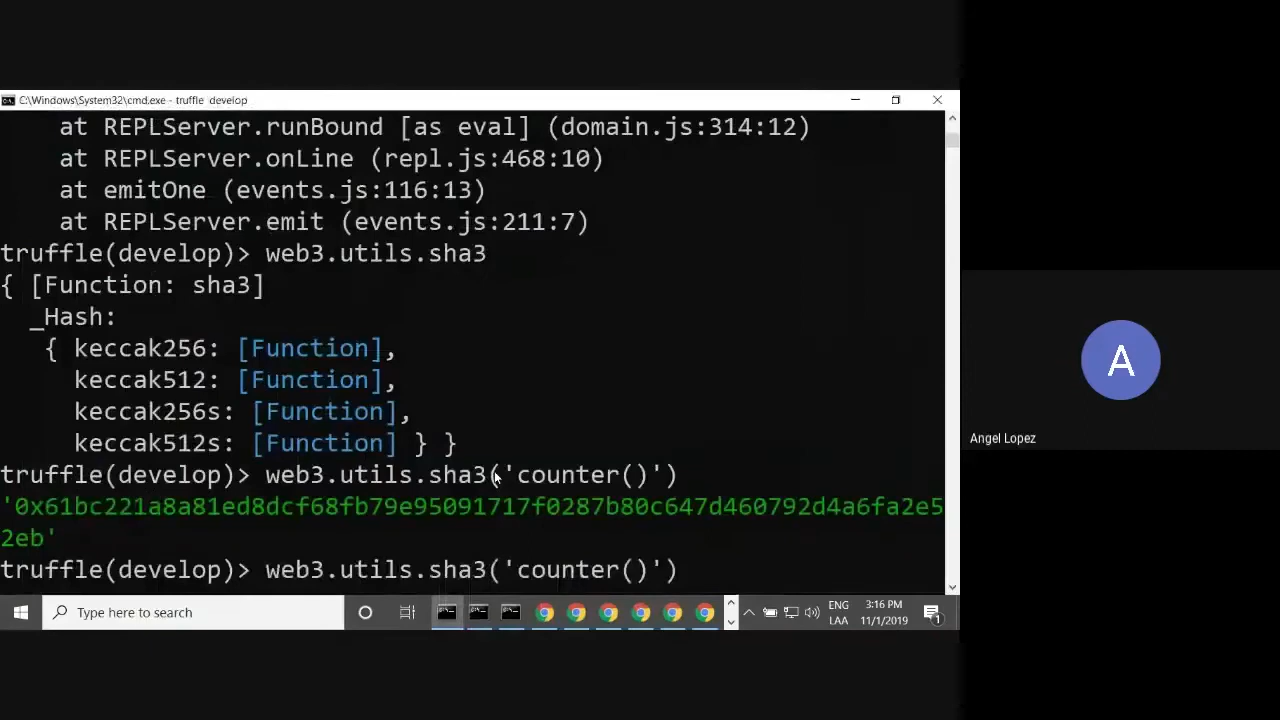 C:\Windows\System32\cmd.exe - truffle develop
at REPLServer.runBound [as eval] (domain.js:314:12)
at REPLServer.onLine (repl.js:468:10)
at emitOne (events.js:116:13)
at REPLServer.emit (events.js:211:7)
truffle(develop)> web3.utils.sha3
{ [Function: sha3]
_Hash:
{ keccak256: [Function],
keccak512: [Function],
keccak256s: [Function],
keccak512s: [Function] } }
truffle(develop)> web3.utils.sha3('counter()')
'0x61bc221a8a81ed8dcf68fb79e95091717f0287b80c647d460792d4a6fa2e5
2eb'
truffle(develop)> web3.utils.sha3('counter()')
A
Angel Lopez
Type here to search
ENG
LAA
3:16 PM
11/1/2019
1